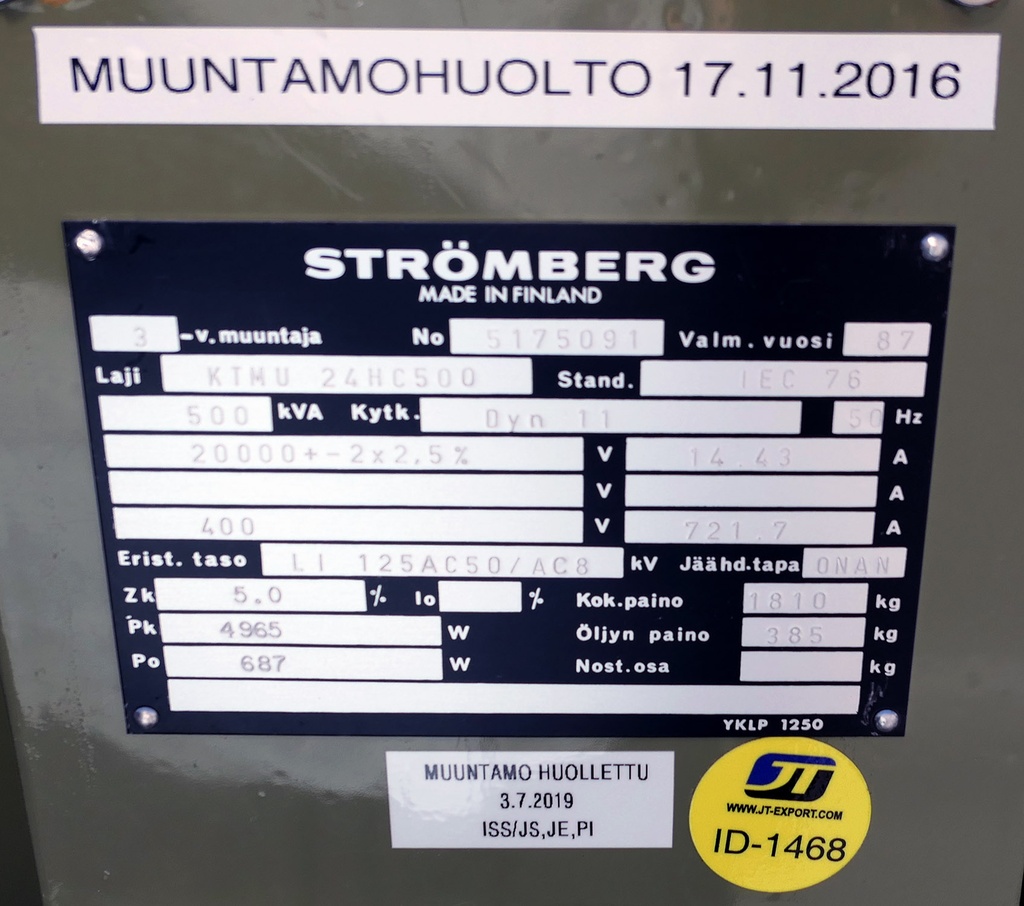 MUUNTAMOHUOLTO 17.11.2016
STRÖMBERG
MADE IN FINLAND
3 -v.muuntaja No 5175091 Valm. vuosi 87
Laji KTMU 24HC500 Stand. IEC 76
500 kVA Kytk. Dyn 11 50 Hz
20000+-2x2,5% V 14.43 A
V A
400 V 721.7 A
Erist. taso LI 125AC50/AC8 kV Jäähd.tapa ONAN
Zk 5.0 % Io % Kok.paino 1810 kg
Pk 4965 W Öljyn paino 385 kg
Po 687 W Nost.osa kg
YKLP 1250
MUUNTAMO HUOLLETTU
3.7.2019
ISS/JS,JE,PI
JT
WWW.JT-EXPORT.COM
ID-1468